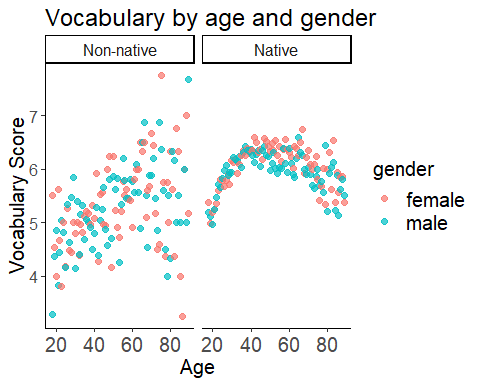 Vocabulary by age and gender
Non-native Native
7
6
5
4
Vocabulary Score
20 40 60 80 20 40 60 80
Age
gender
female
male